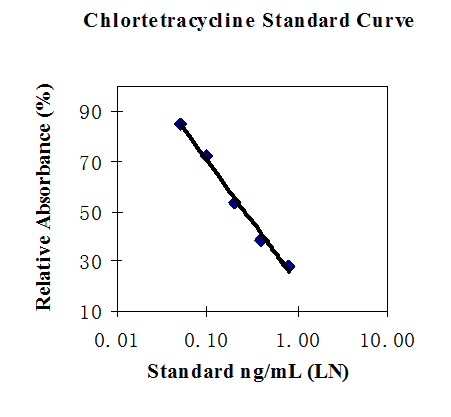 Chlortetracycline Standard Curve
Relative Absorbance (%)
90
70
50
30
10
0.01 0.10 1.00 10.00
Standard ng/mL (LN)